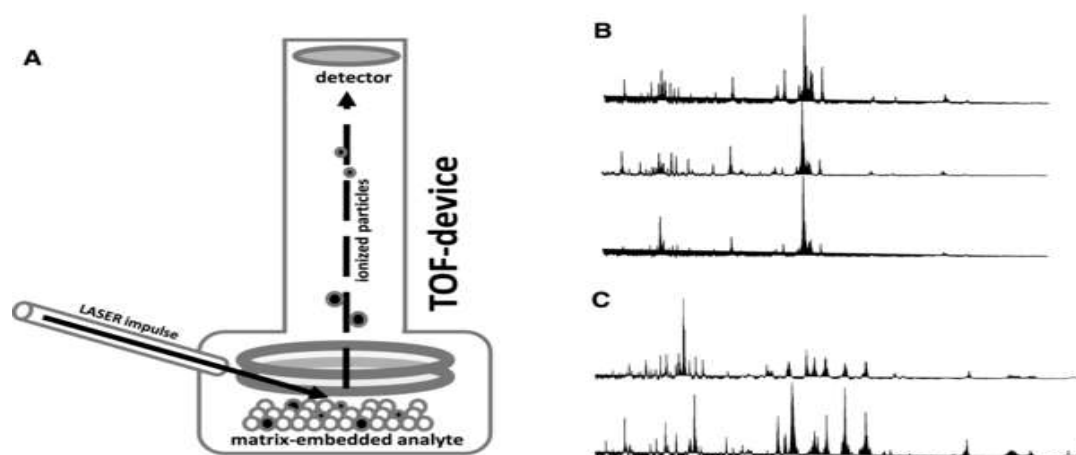 A
detector
ionized particles
TOF-device
LASER impulse
matrix-embedded analyte
B
C